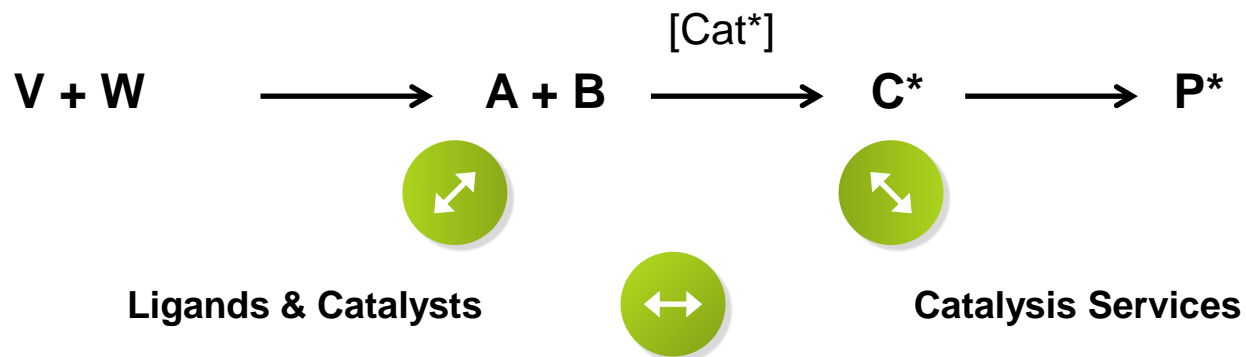 [Cat*]
V + W A + B C* P*
Ligands & Catalysts Catalysis Services